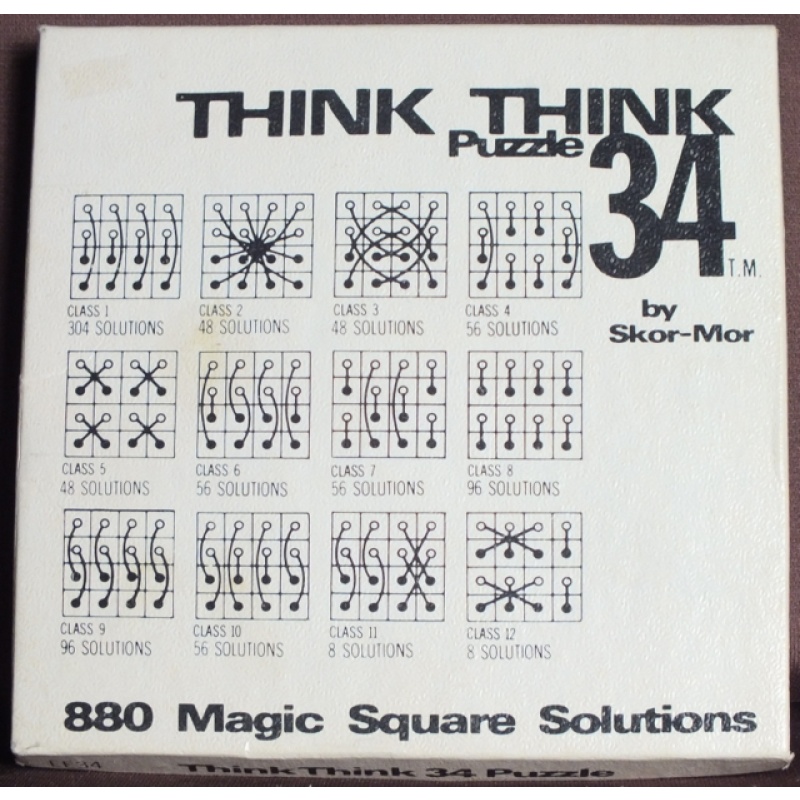 THINK THINK
Puzzle
34
T.M.
by
Skor-Mor
CLASS 1
304 SOLUTIONS
CLASS 2
48 SOLUTIONS
CLASS 3
48 SOLUTIONS
CLASS 4
56 SOLUTIONS
CLASS 5
48 SOLUTIONS
CLASS 6
56 SOLUTIONS
CLASS 7
56 SOLUTIONS
CLASS 8
96 SOLUTIONS
CLASS 9
96 SOLUTIONS
CLASS 10
56 SOLUTIONS
CLASS 11
8 SOLUTIONS
CLASS 12
8 SOLUTIONS
880 Magic Square Solutions
ThinkThink 34 Puzzle